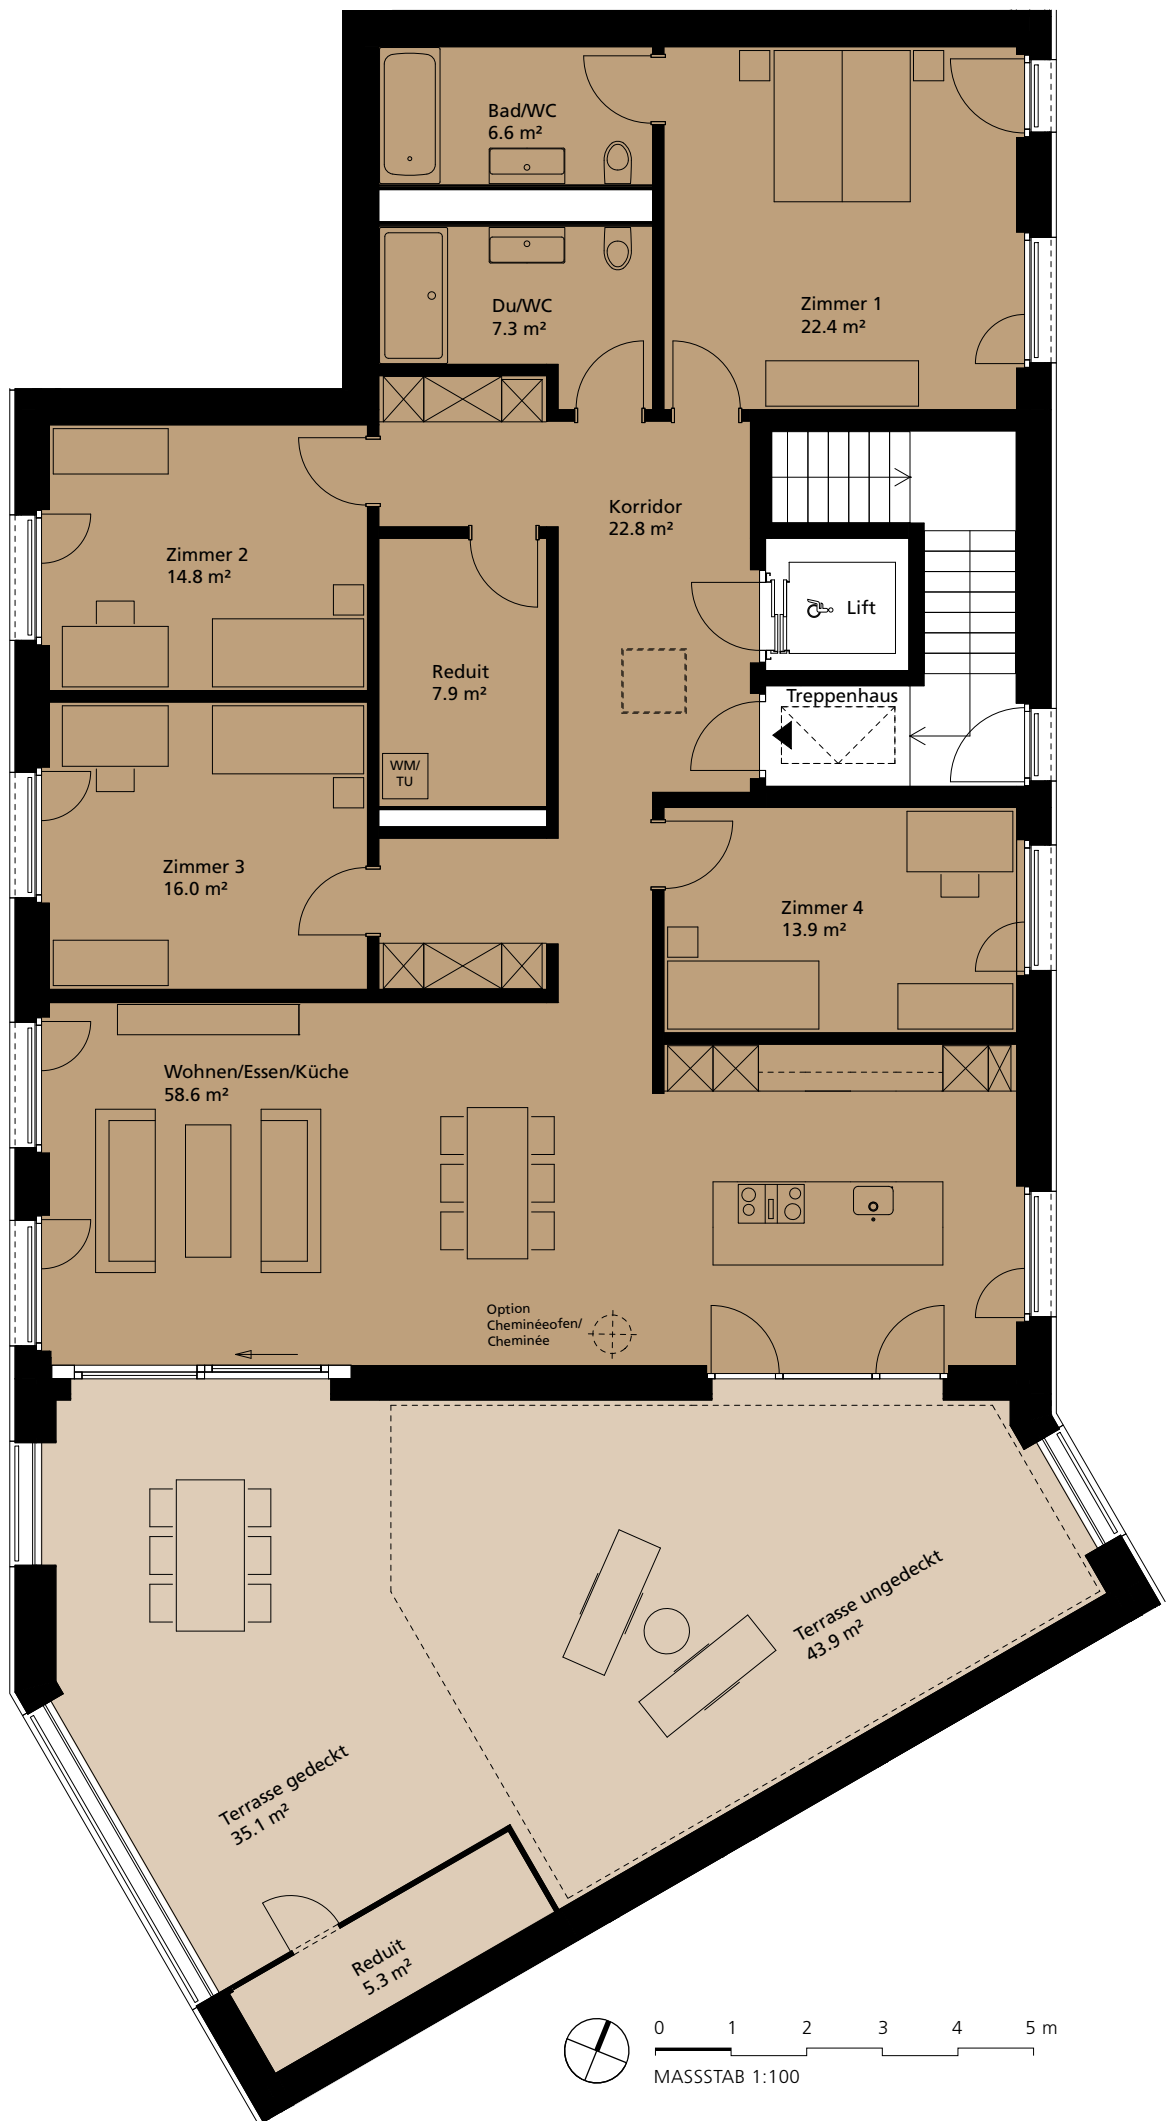 Bad/WC
6.6 m²
Du/WC
7.3 m²
Zimmer 1
22.4 m²
Korridor
22.8 m²
Zimmer 2
14.8 m²
Lift
Reduit
7.9 m²
Treppenhaus
WM/
TU
Zimmer 3
16.0 m²
Zimmer 4
13.9 m²
Wohnen/Essen/Küche
58.6 m²
Option
Cheminéeofen/
Cheminée
Terrasse ungedeckt
43.9 m²
Terrasse gedeckt
35.1 m²
Reduit
5.3 m²
0 1 2 3 4 5 m
MASSSTAB 1:100